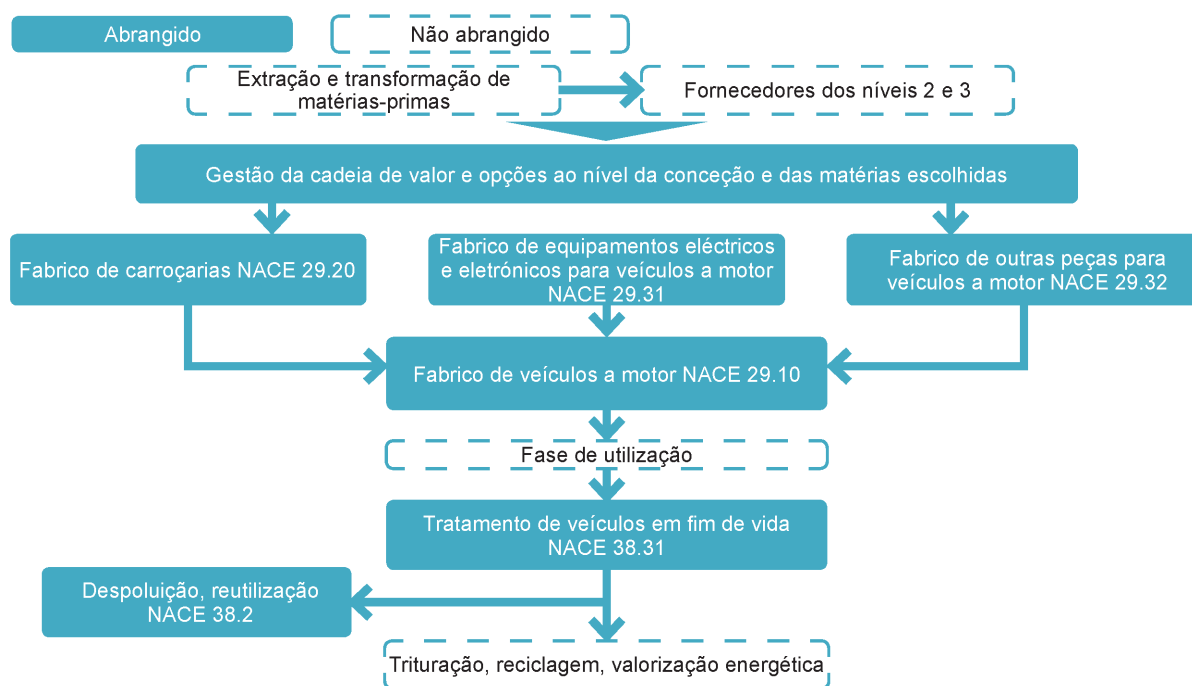 Abrangido
Não abrangido
Extração e transformação de
matérias-primas
Fornecedores dos níveis 2 e 3
Gestão da cadeia de valor e opções ao nível da conceção e das matérias escolhidas
Fabrico de carroçarias NACE 29.20
Fabrico de equipamentos eléctricos
e eletrónicos para veículos a motor
NACE 29.31
Fabrico de outras peças para
veículos a motor NACE 29.32
Fabrico de veículos a motor NACE 29.10
Fase de utilização
Tratamento de veículos em fim de vida
NACE 38.31
Despoluição, reutilização
NACE 38.2
Trituração, reciclagem, valorização energética